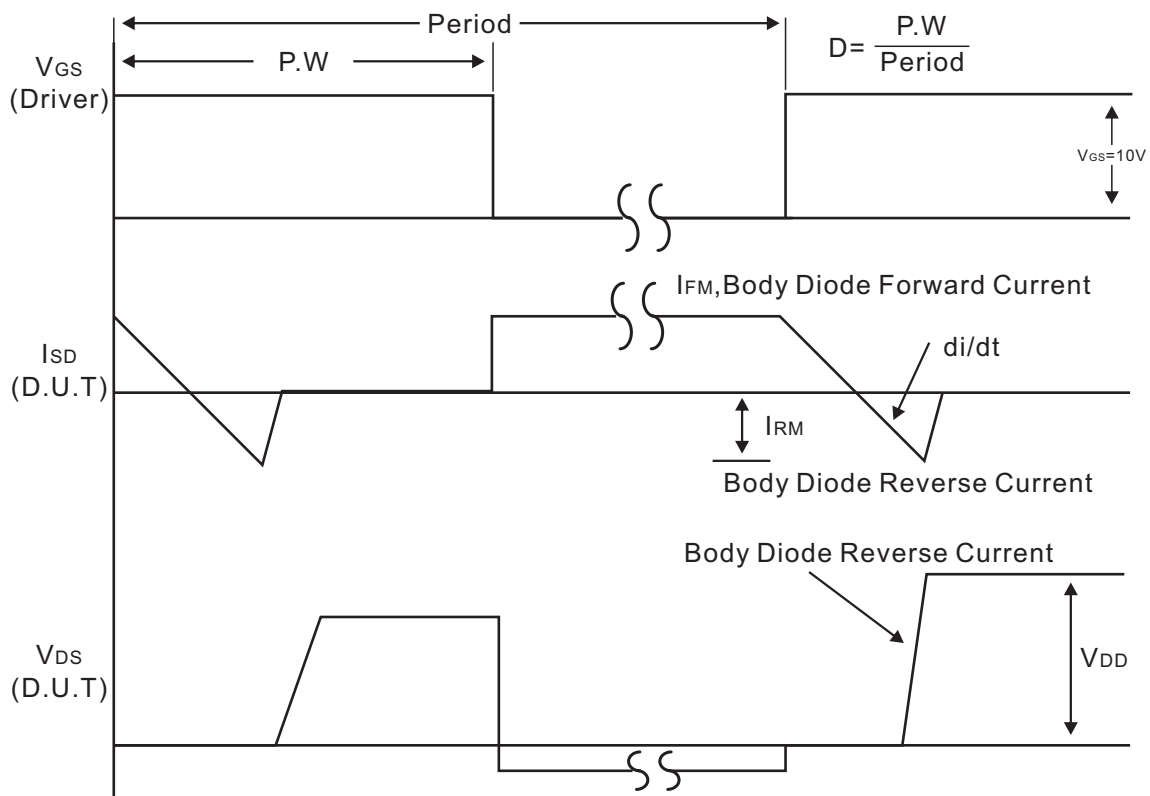 Period
P.W
D= P.W
Period
VGS
(Driver)
VGS=10V
IFM,Body Diode Forward Current
ISD
(D.U.T)
di/dt
IRM
Body Diode Reverse Current
Body Diode Reverse Current
VDS
(D.U.T)
VDD